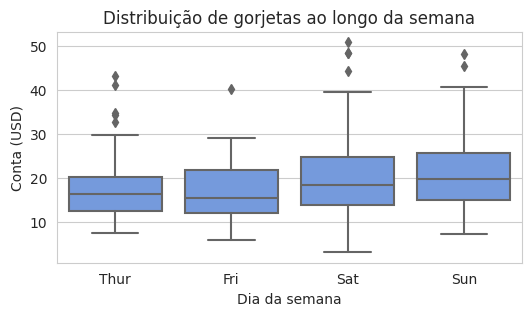 Distribuição de gorjetas ao longo da semana
Conta (USD)
50
40
30
20
10
Thur Fri Sat Sun
Dia da semana